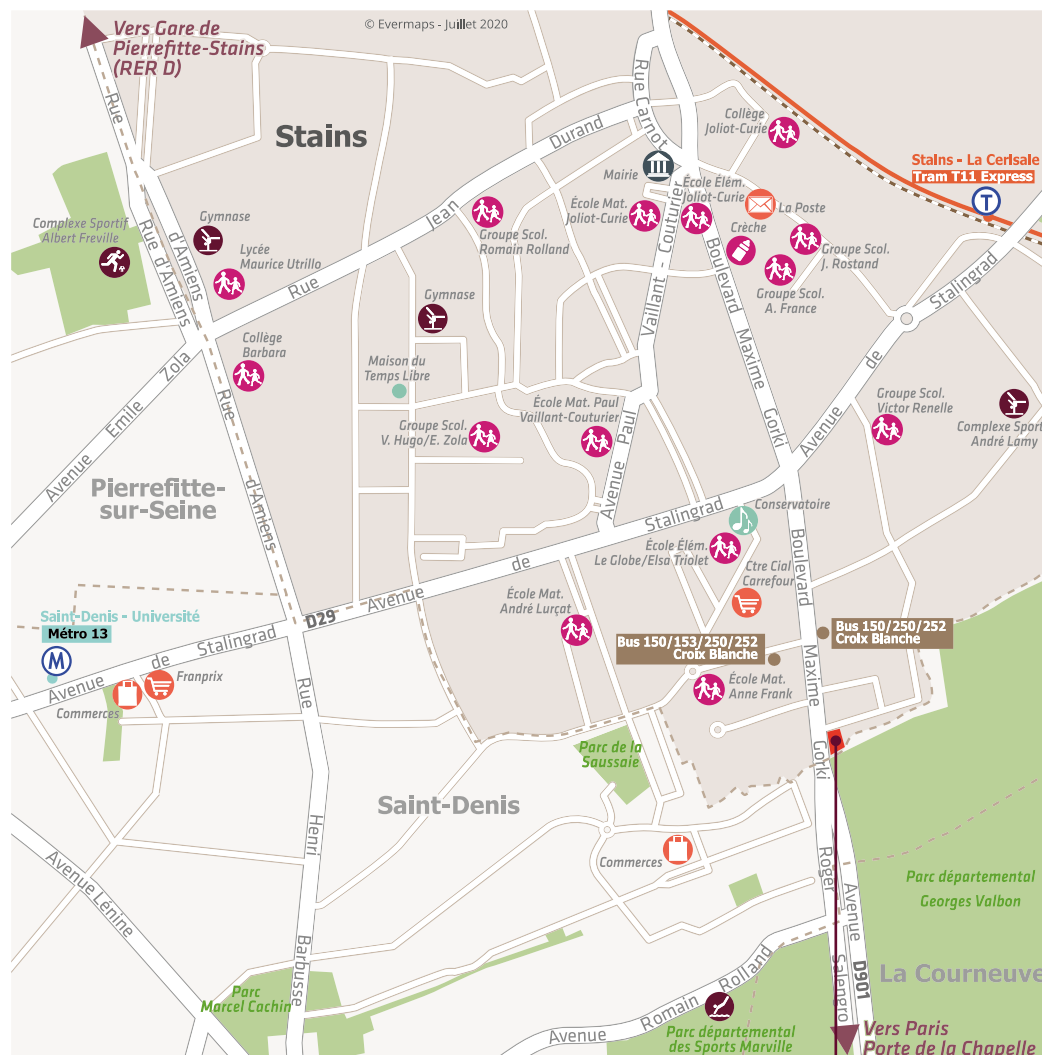 © Evermaps - Juillet 2020
Vers Gare de
Pierrefitte-Stains
(RER D)
Rue
Stains
Rue Carnot
Durand
Collège
Joliot-Curie
Stains - La Cerisaie
Tram T11 Express
T
Mairie
École Élém.
Joliot-Curie
École Mat.
Joliot-Curie
La Poste
Crèche
Groupe Scol.
J. Rostand
Groupe Scol.
A. France
Complexe Sportif
Albert Freville
Gymnase
Lycée
Maurice Utrillo
d'Amiens
Rue d'Amiens
Jean
Rue
Groupe Scol.
Romain Rolland
Vaillant - Couturier
Boulevard
Stalingrad
Gymnase
Maxime
Collège
Barbara
Maison du
Temps Libre
de
Zola
Emile
Avenue
Rue
Gorki
Groupe Scol.
V. Hugo/E. Zola
École Mat. Paul
Vaillant-Couturier
Paul
Avenue
Groupe Scol.
Victor Renelle
Complexe Sport
André Lamy
Avenue
Pierrefitte-
sur-Seine
d'Amiens
Stalingrad
Conservatoire
Boulevard
École Élém.
Le Globe/Elsa Triolet
de
Ctre Cial
Carrefour
Avenue
École Mat.
André Lurçat
D29
Saint-Denis - Université
Métro 13
M
Stalingrad
de
Avenue
Bus 150/153/250/252
Croix Blanche
Bus 150/250/252
Croix Blanche
Maxime
Franprix
Commerces
Rue
École Mat.
Anne Frank
Parc de la
Saussaie
Gorki
Saint-Denis
Henri
Commerces
Roger
Avenue
Parc départemental
Georges Valbon
Avenue Lénine
Barbusse
Salengro
D901
La Courneuve
Parc
Marcel Cachin
Avenue
Romain
Rolland
Parc départemental
des Sports Marville
Vers Paris
Porte de la Chapelle